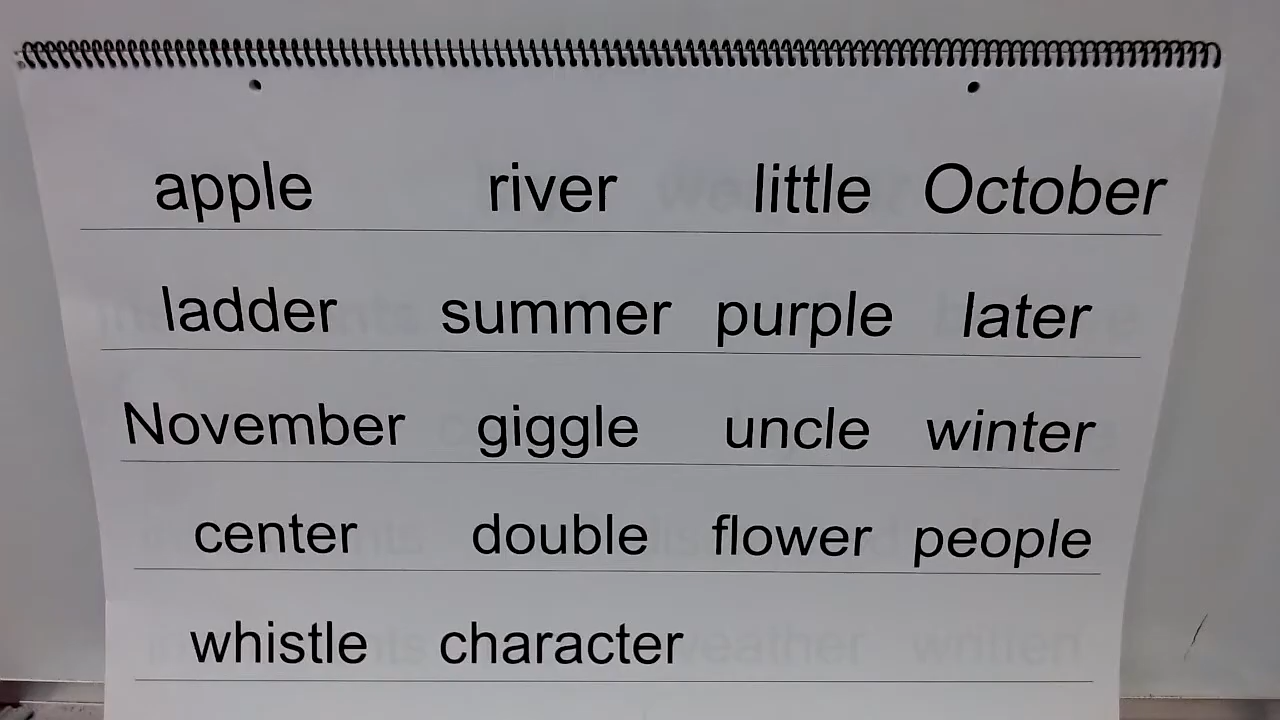 apple river little October
ladder summer purple later
November giggle uncle winter
center double flower people
whistle character